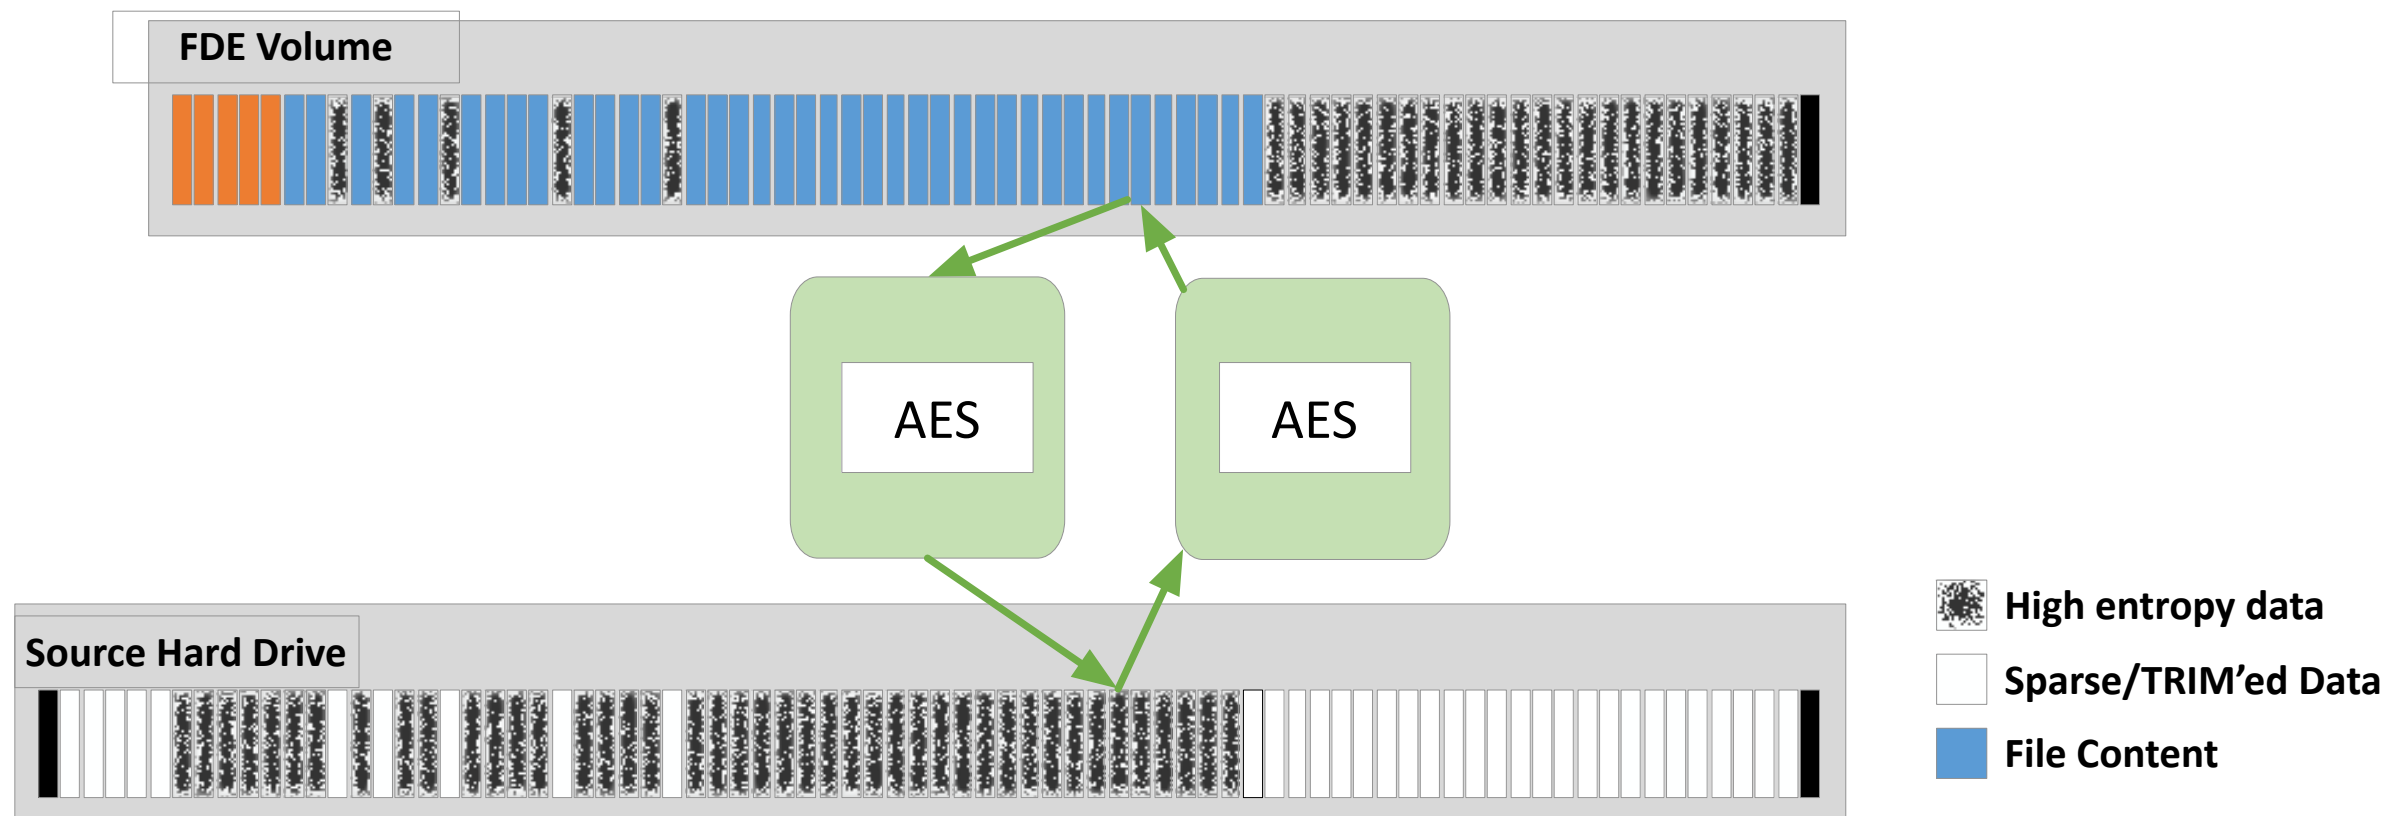 FDE Volume
AES
AES
Source Hard Drive
High entropy data
Sparse/TRIM'ed Data
File Content